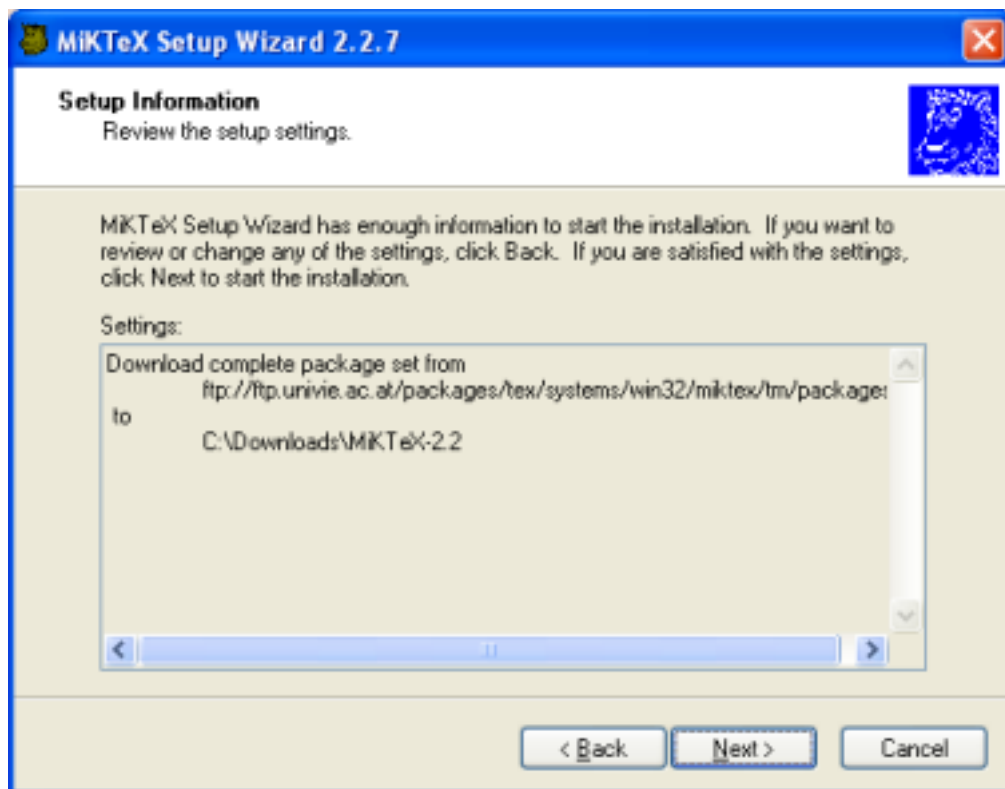 MiKTeX Setup Wizard 2.2.7
Setup Information
Review the setup settings.
MiKTeX Setup Wizard has enough information to start the installation. If you want to
review or change any of the settings, click Back. If you are satisfied with the settings,
click Next to start the installation.
Settings:
Download complete package set from
ftp://ftp.univie.ac.at/packages/tex/systems/win32/miktex/tm/packages
to
C:\Downloads\MiKTeX-2.2
< Back
Next >
Cancel